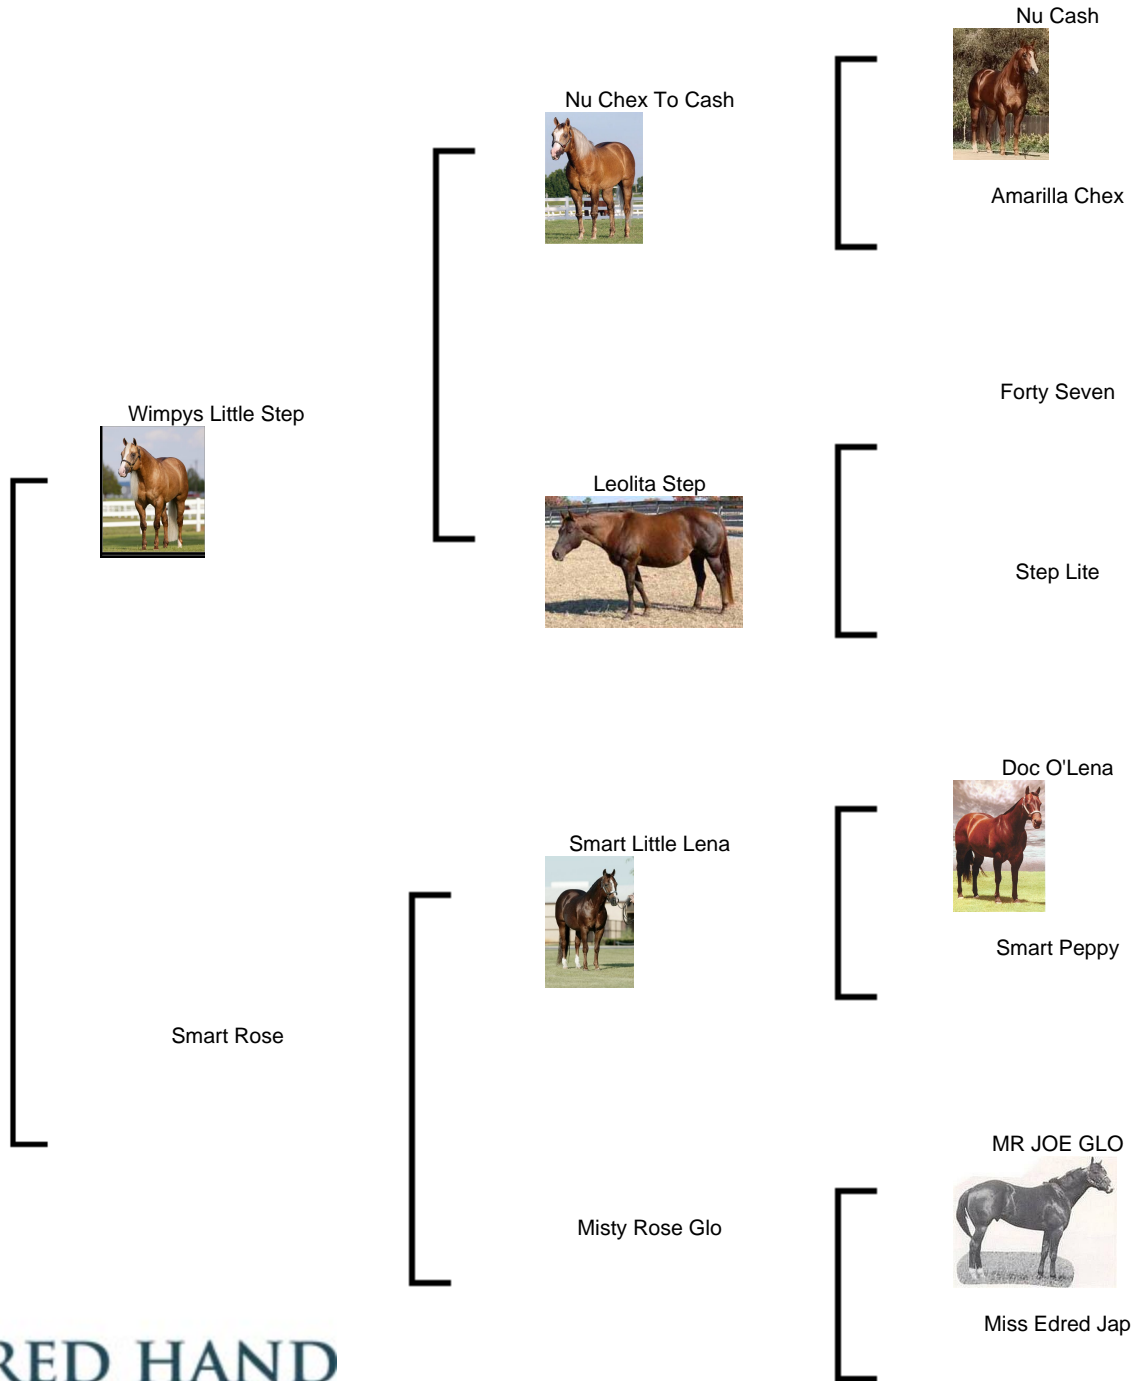 Nu Cash
Nu Chex To Cash
Amarilla Chex
Forty Seven
Wimpys Little Step
Leolita Step
Step Lite
Doc O'Lena
Smart Little Lena
Smart Peppy
Smart Rose
MR JOE GLO
Misty Rose Glo
Miss Edred Jap
RED HAND